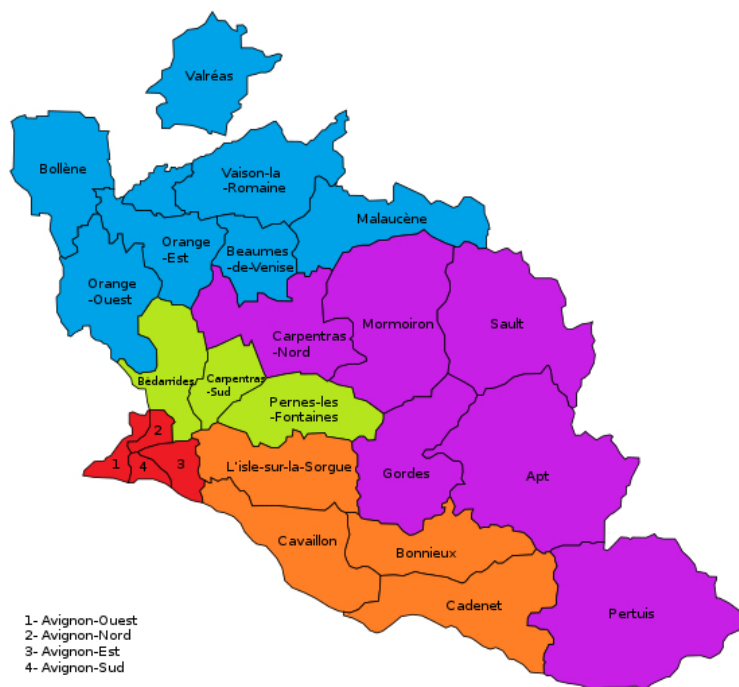 Valréas
Bollène
Vaison-la
-Romaine
Malaucène
Orange
-Est
Beaumes
-de-Venise
Orange
-Ouest
Carpentras
-Nord
Mormoiron
Sault
Bédarrides
Carpentras
-Sud
Pernes-les
-Fontaines
2
1
4
3
L'isle-sur-la-Sorgue
Gordes
Apt
Cavaillon
Bonnieux
Cadenet
Pertuis
1- Avignon-Ouest
2- Avignon-Nord
3- Avignon-Est
4- Avignon-Sud